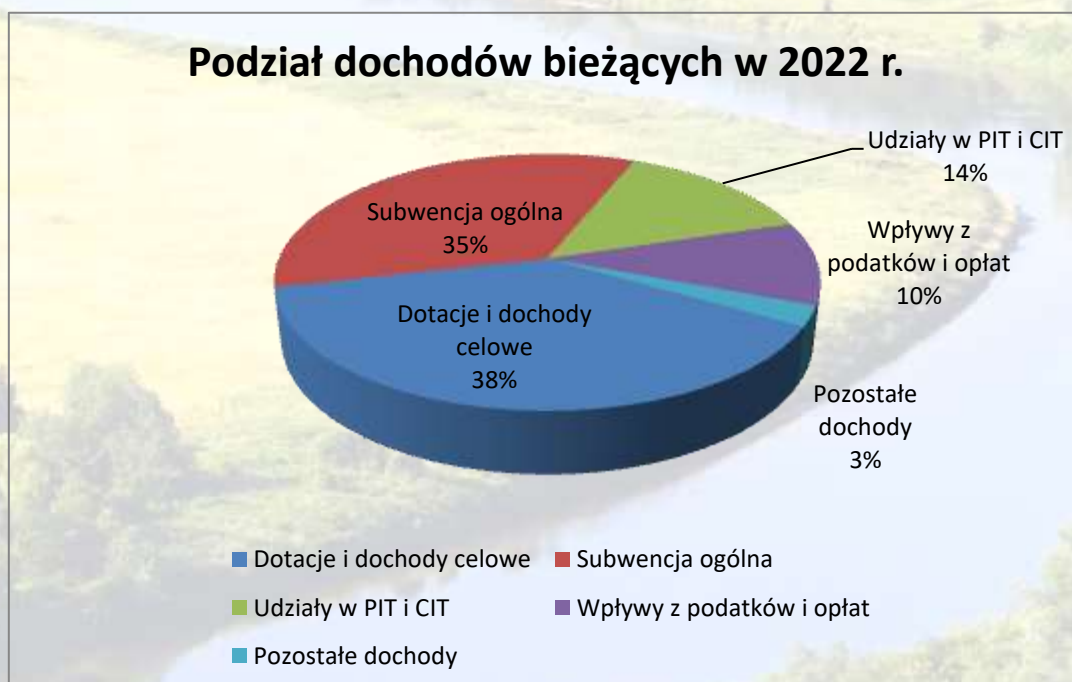 Podział dochodów bieżących w 2022 r.
Udziały w PIT i CIT
14%
Subwencja ogólna
35%
Wpływy z
podatków i opłat
10%
Dotacje i dochody
celowe
38%
Pozostałe
dochody
3%
Dotacje i dochody celowe
Subwencja ogólna
Udziały w PIT i CIT
Wpływy z podatków i opłat
Pozostałe dochody